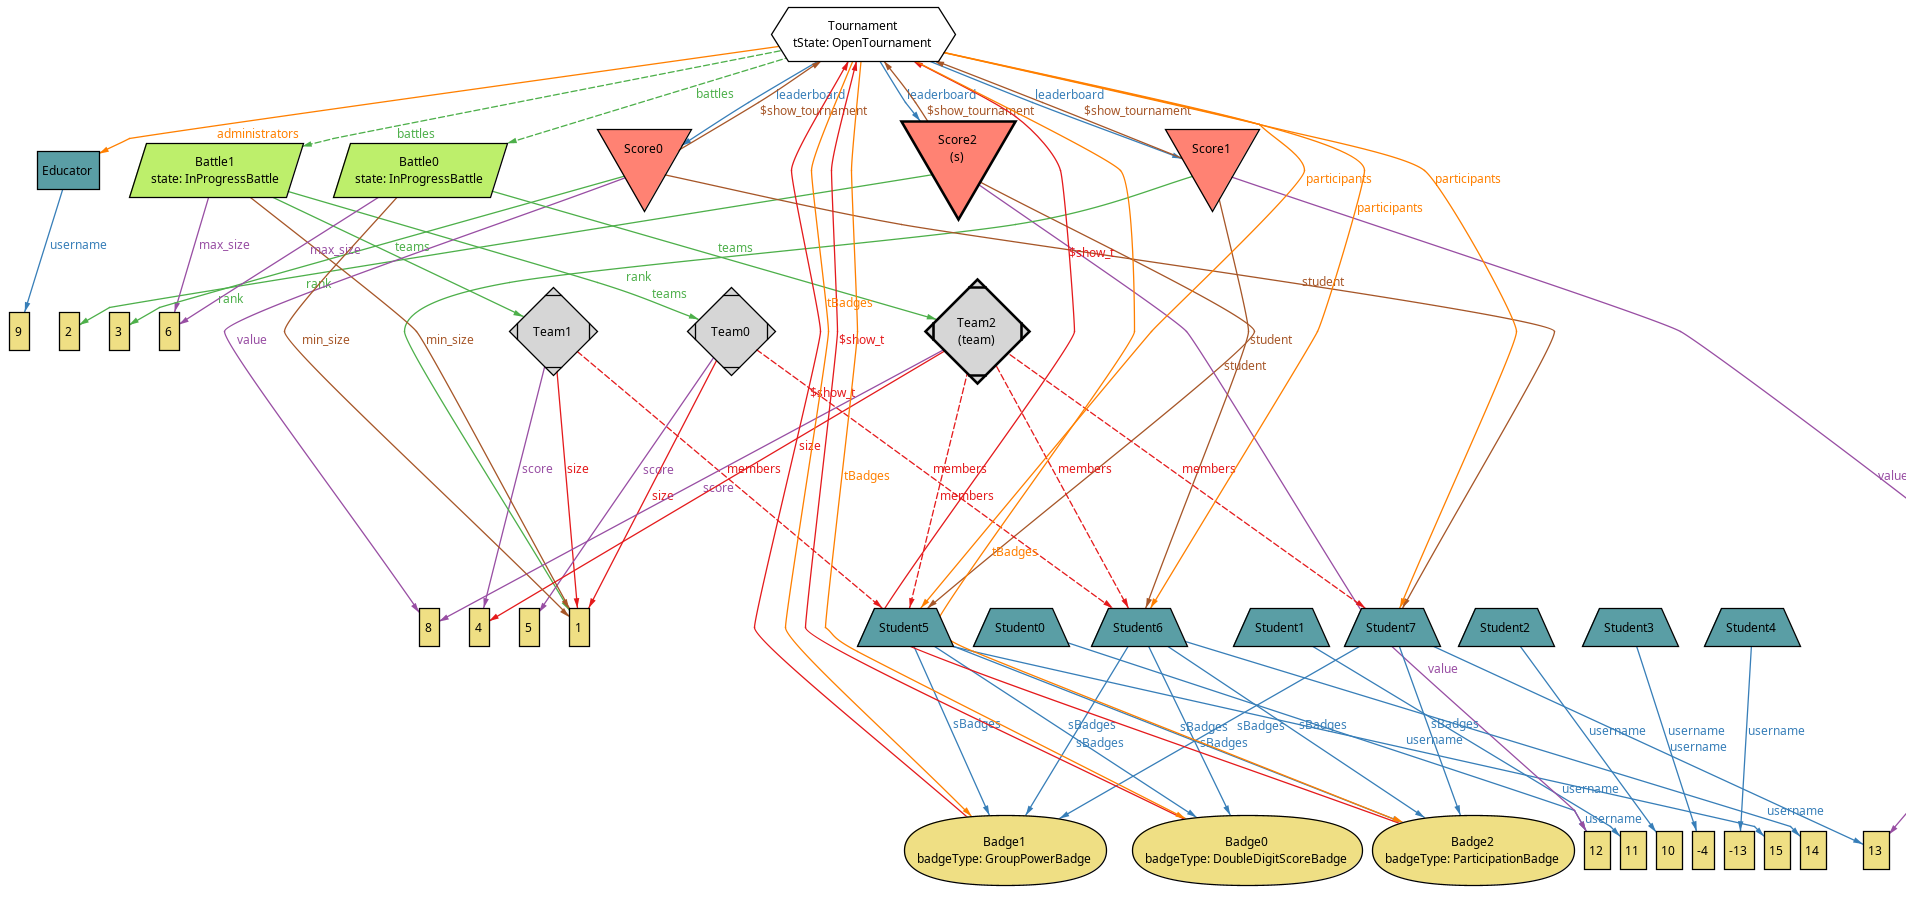 Tournament
tState: OpenTournament
battles
leaderboard
leaderboard
leaderboard
$show_tournament
$show_tournament
$show_tournament
administrators
battles
Educator
Battle1
state: InProgressBattle
Battle0
state: InProgressBattle
Score0
Score2
(s)
Score1
participants
participants
participants
username
max_size
max_size
teams
teams
$show_t
rank
rank
rank
teams
student
tBadges
9
2
3
6
value
min_size
min_size
Team1
Team0
Team2
(team)
$show_t
student
student
$show_t
size
score
size
score
members
members
members
members
value
score
size
members
tBadges
tBadges
8
4
5
1
Student5
Student0
Student6
Student1
Student7
Student2
Student3
Student4
value
sBadges
sBadges
sBadges
sBadges
sBadges
sBadges
username
username
username
sBadges
sBadges
username
username
username
username
username
Badge1
badgeType: GroupPowerBadge
Badge0
badgeType: DoubleDigitScoreBadge
Badge2
badgeType: ParticipationBadge
12
11
10
-4
-13
15
14
13